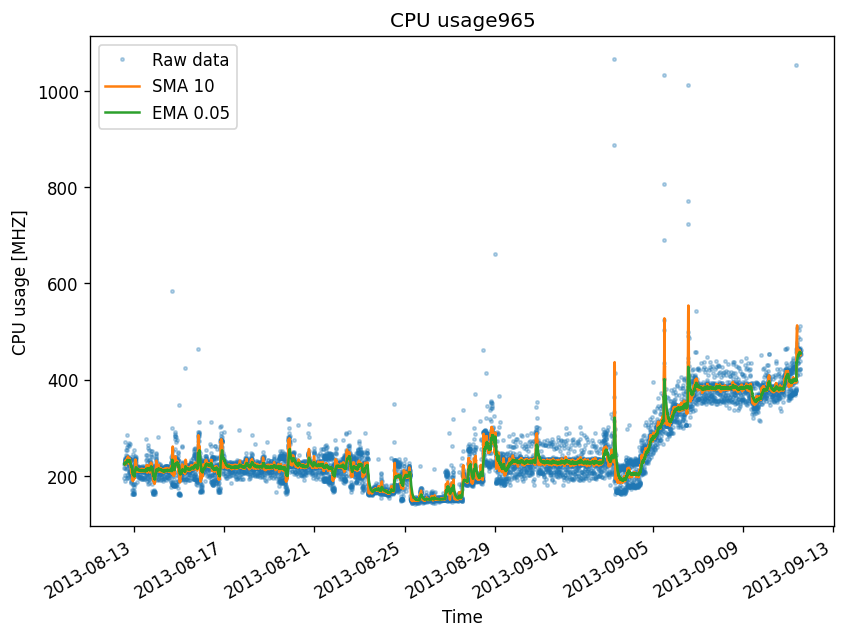 CPU usage965
Raw data
SMA 10
EMA 0.05
CPU usage [MHZ]
1000
800
600
400
200
2013-08-13
2013-08-17
2013-08-21
2013-08-25
2013-08-29
2013-09-01
2013-09-05
2013-09-09
2013-09-13
Time